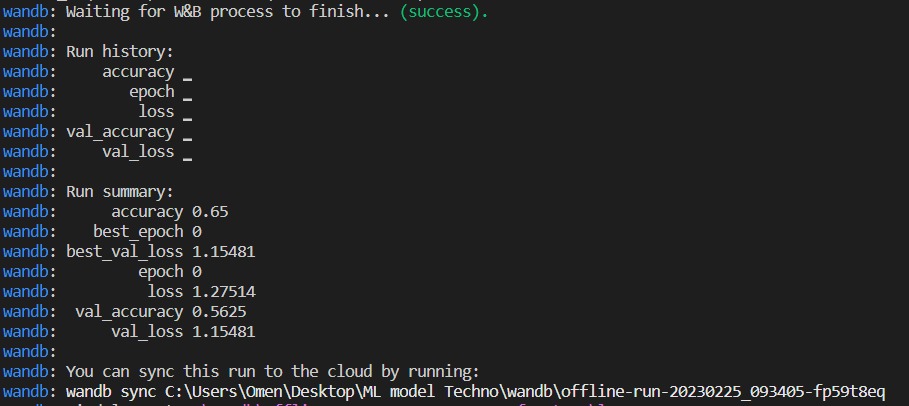 wandb: Waiting for W&B process to finish... (success).
wandb:
wandb: Run history:
wandb: accuracy ▁
wandb: epoch ▁
wandb: loss ▁
wandb: val_accuracy ▁
wandb: val_loss ▁
wandb:
wandb: Run summary:
wandb: accuracy 0.65
wandb: best_epoch 0
wandb: best_val_loss 1.15481
wandb: epoch 0
wandb: loss 1.27514
wandb: val_accuracy 0.5625
wandb: val_loss 1.15481
wandb:
wandb: You can sync this run to the cloud by running:
wandb: wandb sync C:\Users\Omen\Desktop\ML model Techno\wandb\offline-run-20230225_093405-fp59t8eq